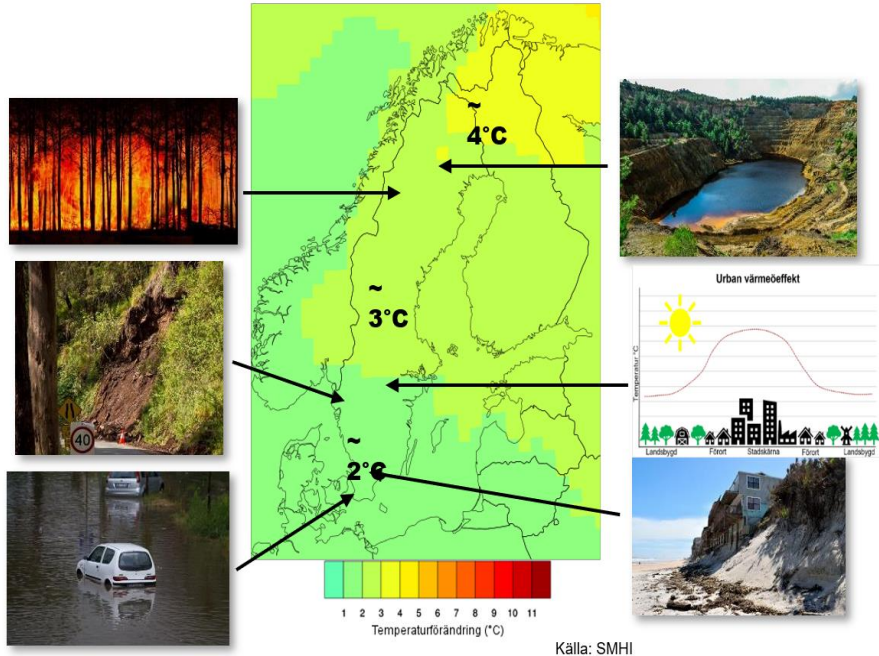 ~
4°C
~
3°C
~
2°C
40
Urban värmeöeffekt
Temperatur °C
Landsbygd Förort Stadskärna Förort Landsbygd
1 2 3 4 5 6 7 8 9 10 11
Temperaturförändring (°C)
Källa: SMHI